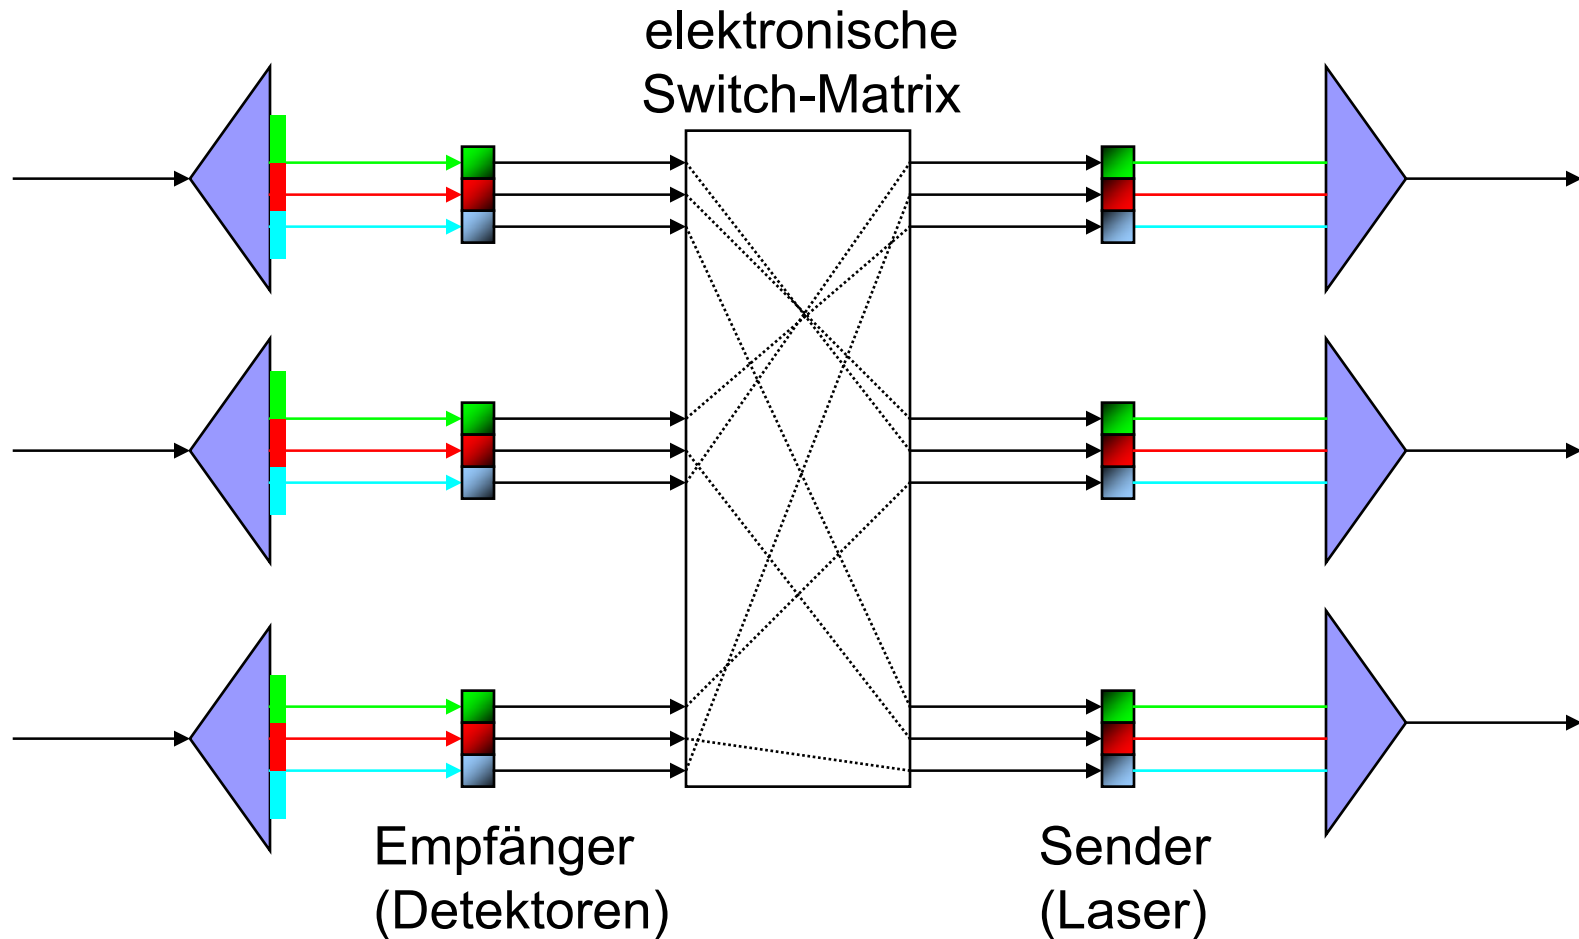 elektronische
Switch-Matrix
Empfänger
(Detektoren)
Sender
(Laser)